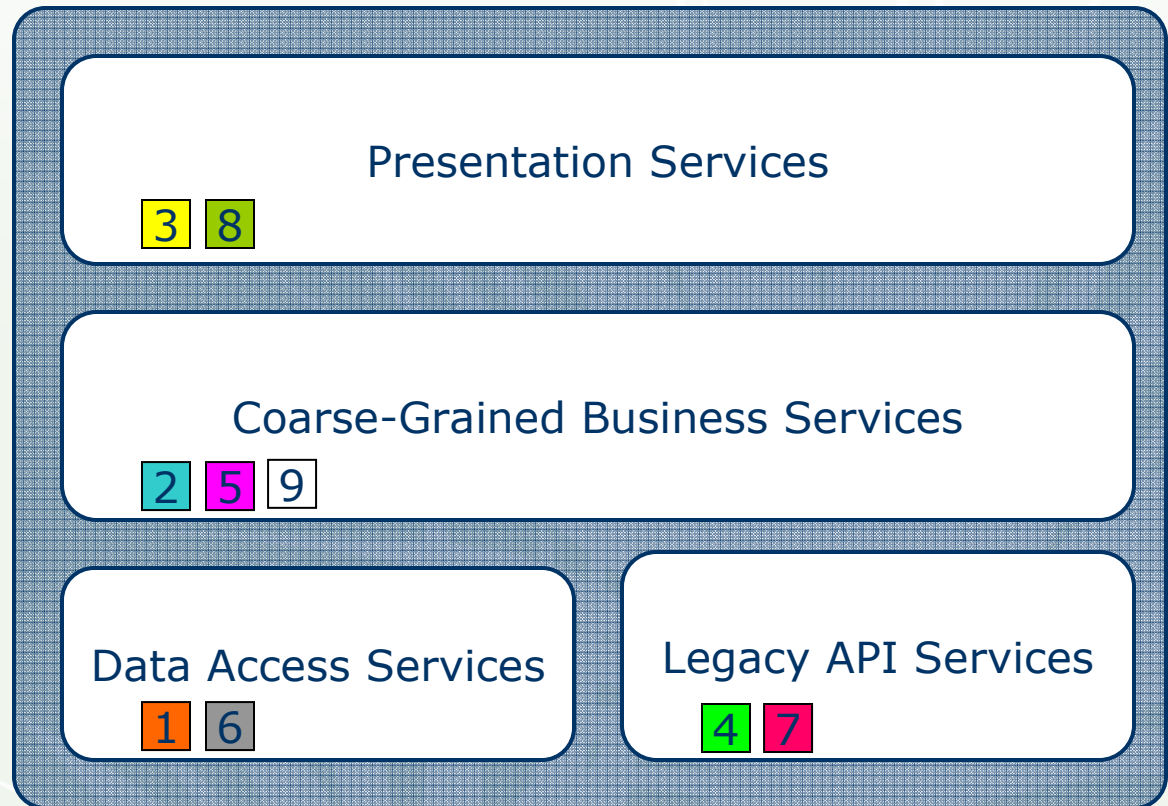 Presentation Services
3 8
Coarse-Grained Business Services
2 5 9
Data Access Services
1 6
Legacy API Services
4 7